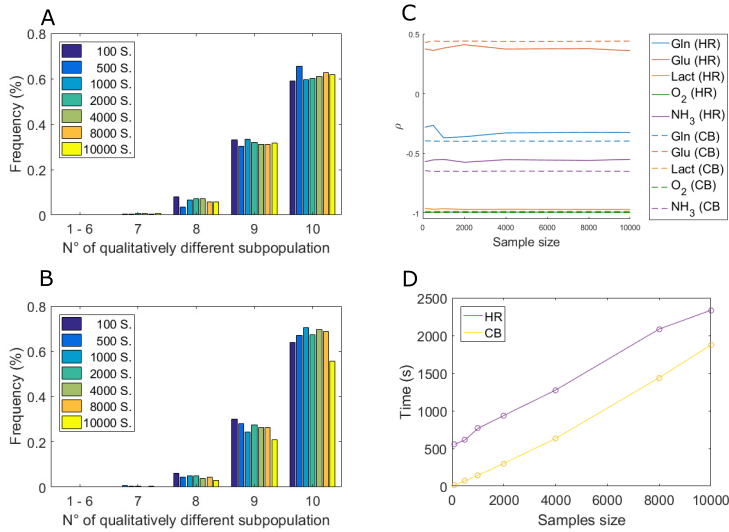 A
0.8
0.6
0.4
0.2
0
Frequency (%)
100 S.
500 S.
1000 S.
2000 S.
4000 S.
8000 S.
10000 S.
1 - 6
7
8
9
10
N° of qualitatively different subpopulation
B
0.8
0.6
0.4
0.2
0
Frequency (%)
100 S.
500 S.
1000 S.
2000 S.
4000 S.
8000 S.
10000 S.
1 - 6
7
8
9
10
N° of qualitatively different subpopulation
C
0.5
0
-0.5
-1
ρ
0
2000
4000
6000
8000
10000
Sample size
Gln (HR)
Glu (HR)
Lact (HR)
O2 (HR)
NH3 (HR)
Gln (CB)
Glu (CB)
Lact (CB)
O2 (CB)
NH3 (CB
D
2500
2000
1500
1000
500
0
Time (s)
HR
CB
0
2000
4000
6000
8000
10000
Samples size